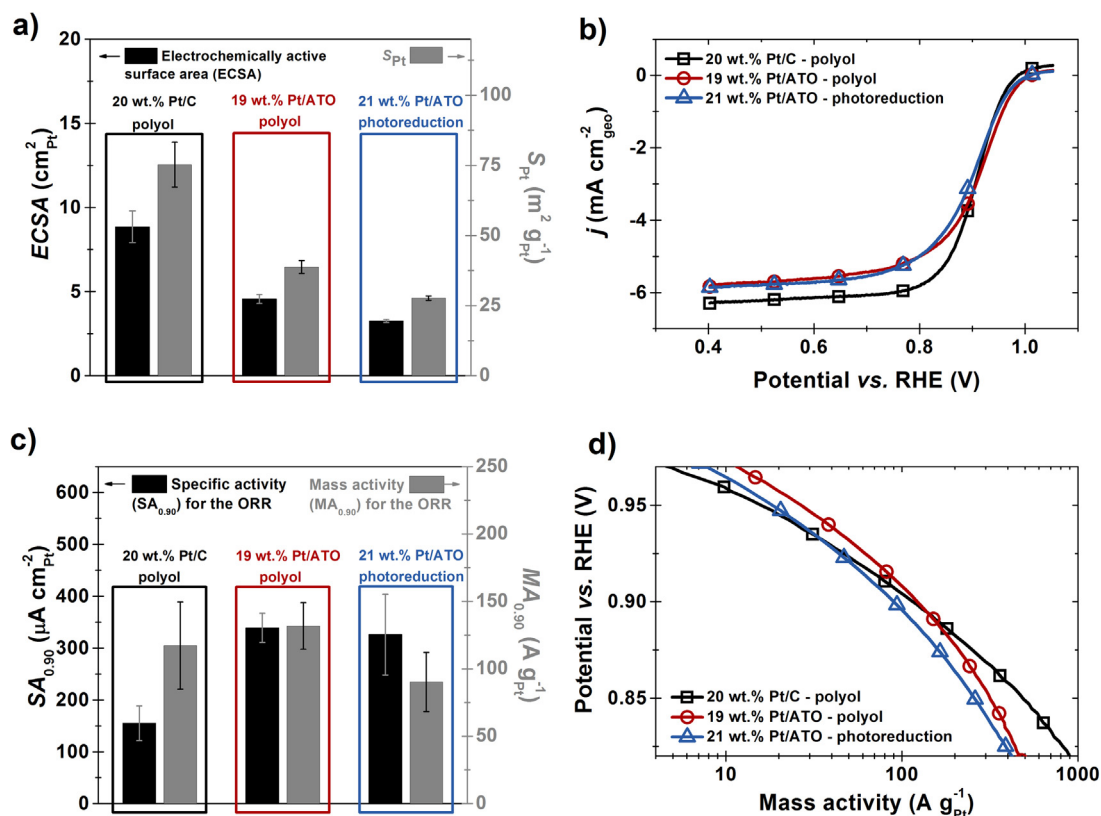 a)
20
15
10
5
0
ECSA (cm²Pt)
Electrochemically active
surface area (ECSA)
SPt
20 wt.% Pt/C
polyol
19 wt.% Pt/ATO
polyol
21 wt.% Pt/ATO
photoreduction
100
75
50
25
0
SPt (m² gPt⁻¹)
b)
20 wt.% Pt/C - polyol
19 wt.% Pt/ATO - polyol
21 wt.% Pt/ATO - photoreduction
0
-2
-4
-6
j (mA cm⁻²geo)
0.4
0.6
0.8
1.0
Potential vs. RHE (V)
c)
600
500
400
300
200
100
0
SA0.90 (µA cm⁻²Pt)
Specific activity
(SA0.90) for the ORR
Mass activity
(MA0.90) for the ORR
20 wt.% Pt/C
polyol
19 wt.% Pt/ATO
polyol
21 wt.% Pt/ATO
photoreduction
250
200
150
100
50
0
MA0.90 (A gPt⁻¹)
d)
0.95
0.90
0.85
Potential vs. RHE (V)
20 wt.% Pt/C - polyol
19 wt.% Pt/ATO - polyol
21 wt.% Pt/ATO - photoreduction
10
100
1000
Mass activity (A gPt⁻¹)